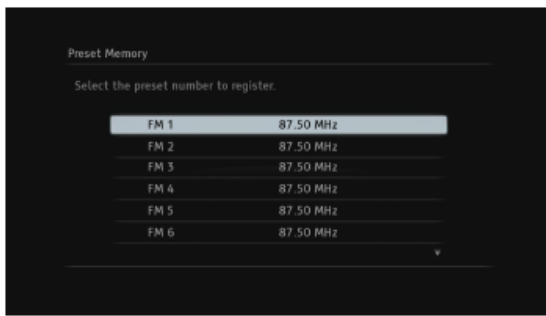 Preset Memory
Select the preset number to register.
FM 1 87.50 MHz
FM 2 87.50 MHz
FM 3 87.50 MHz
FM 4 87.50 MHz
FM 5 87.50 MHz
FM 6 87.50 MHz